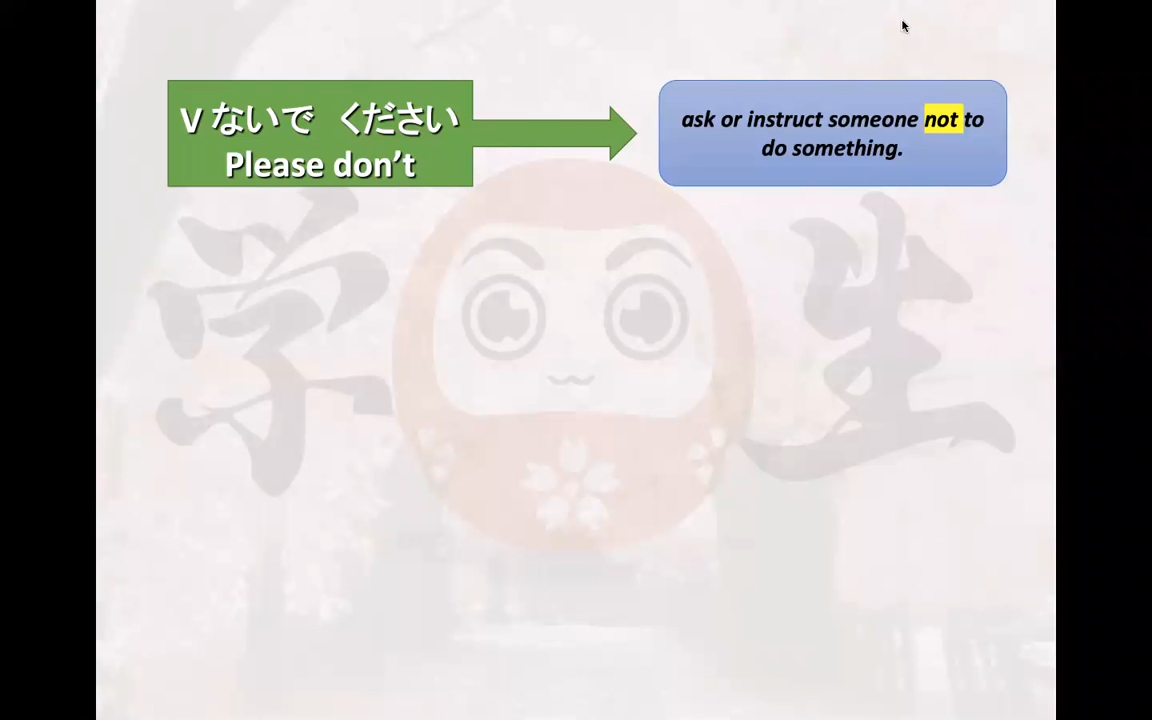 V ないで　ください
Please don't
ask or instruct someone not to
do something.
学生